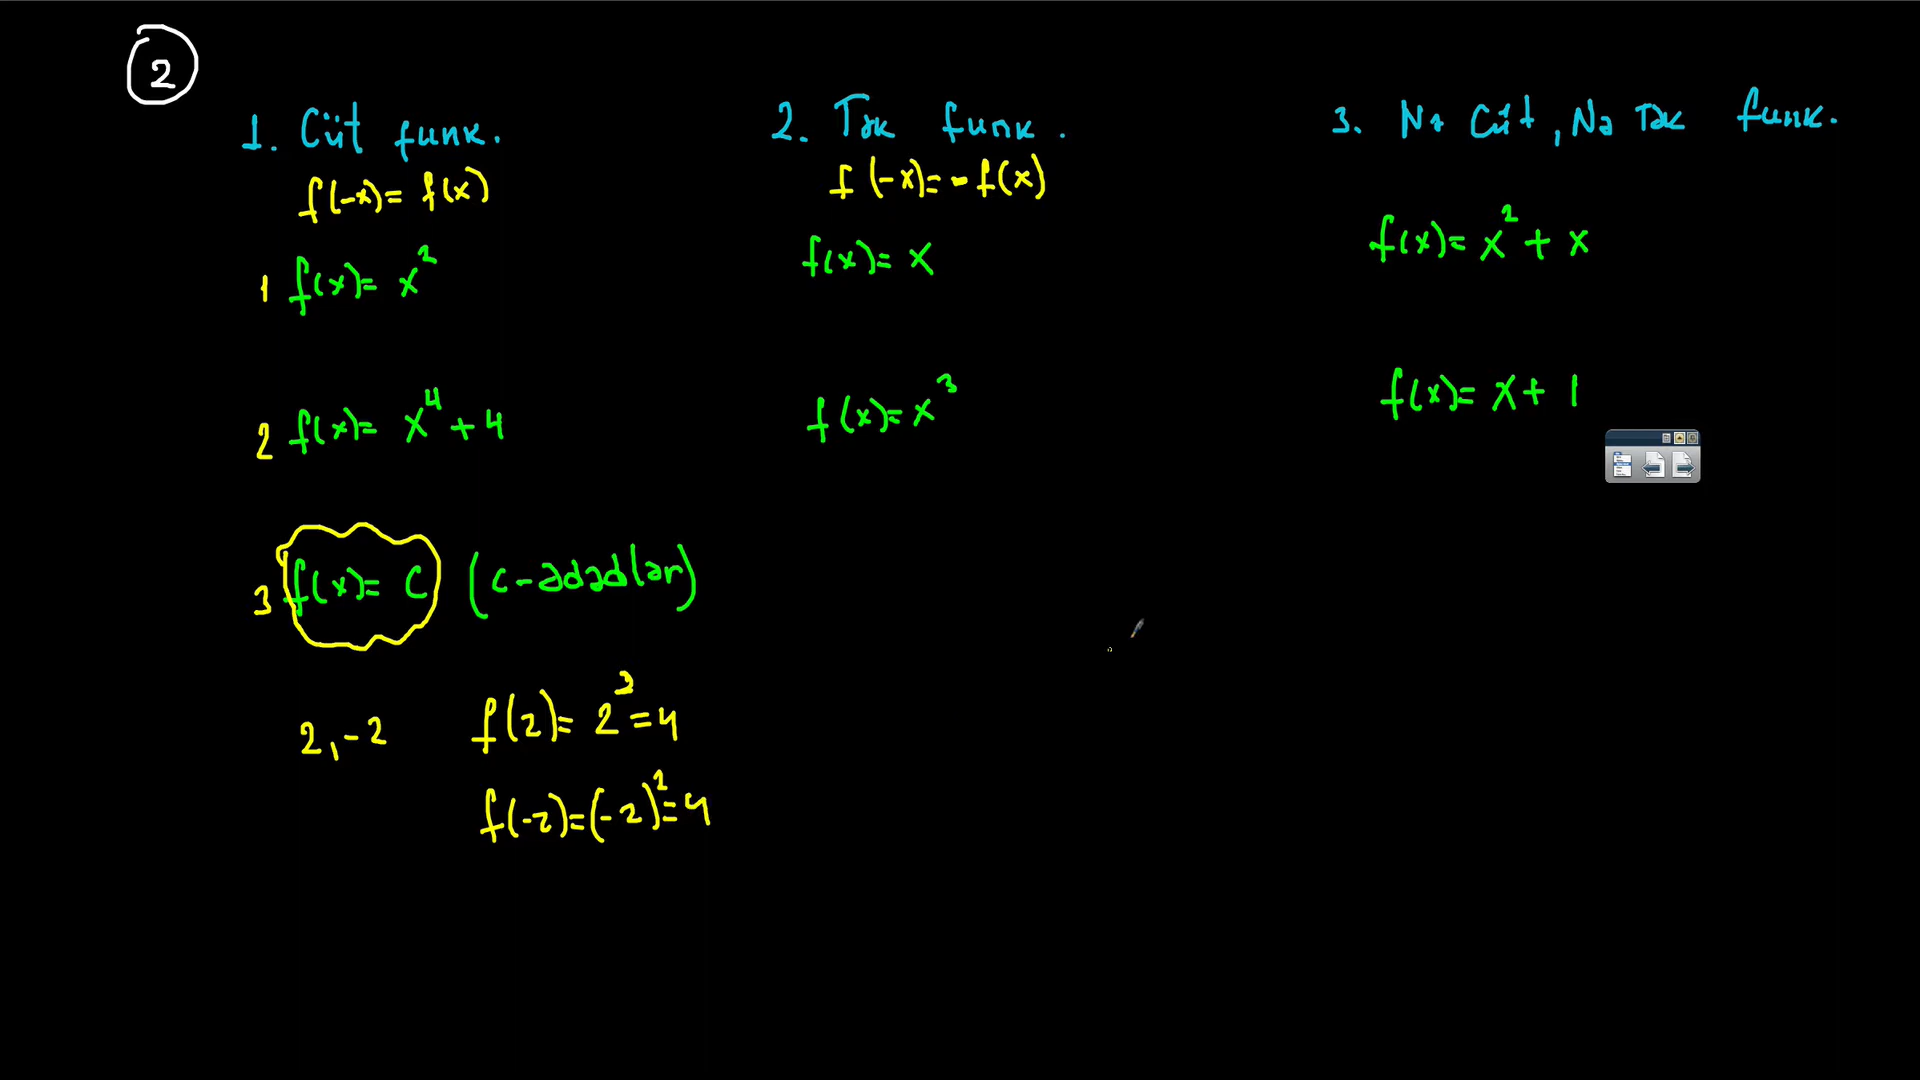 2
1. Cüt funk.
f(-x)= f(x)
1 f(x)= x²
2 f(x)= x⁴+4
3 f(x)= C (c-ədədlər)
2,-2
f(2)= 2²=4
f(-2)=(-2)²=4
2. Tək funk.
f(-x)= -f(x)
f(x)= x
f(x)= x³
3. Nə Cüt, Nə Tək funk.
f(x)= x²+ x
f(x)= x+ 1